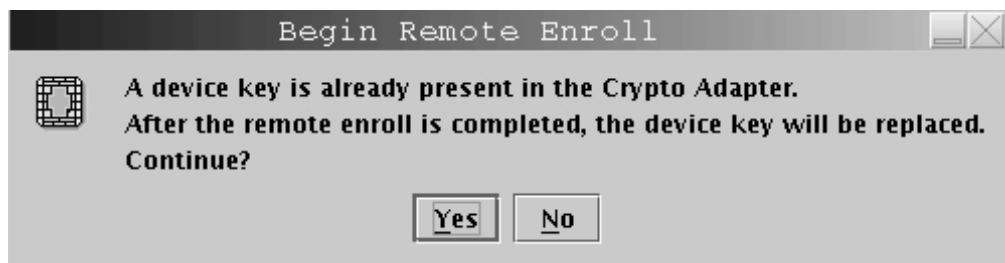 Begin Remote Enroll
A device key is already present in the Crypto Adapter.
After the remote enroll is completed, the device key will be replaced.
Continue?
Yes No